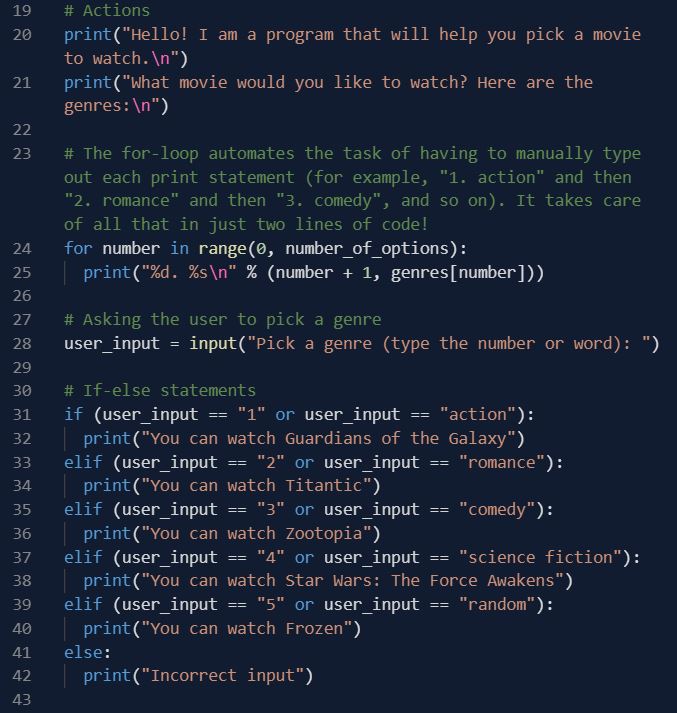 19 # Actions
20 print("Hello! I am a program that will help you pick a movie
to watch.\n")
21 print("What movie would you like to watch? Here are the
genres:\n")
22
23 # The for-loop automates the task of having to manually type
out each print statement (for example, "1. action" and then
"2. romance" and then "3. comedy", and so on). It takes care
of all that in just two lines of code!
24 for number in range(0, number_of_options):
25   print("%d. %s\n" % (number + 1, genres[number]))
26
27 # Asking the user to pick a genre
28 user_input = input("Pick a genre (type the number or word): ")
29
30 # If-else statements
31 if (user_input == "1" or user_input == "action"):
32   print("You can watch Guardians of the Galaxy")
33 elif (user_input == "2" or user_input == "romance"):
34   print("You can watch Titantic")
35 elif (user_input == "3" or user_input == "comedy"):
36   print("You can watch Zootopia")
37 elif (user_input == "4" or user_input == "science fiction"):
38   print("You can watch Star Wars: The Force Awakens")
39 elif (user_input == "5" or user_input == "random"):
40   print("You can watch Frozen")
41 else:
42   print("Incorrect input")
43